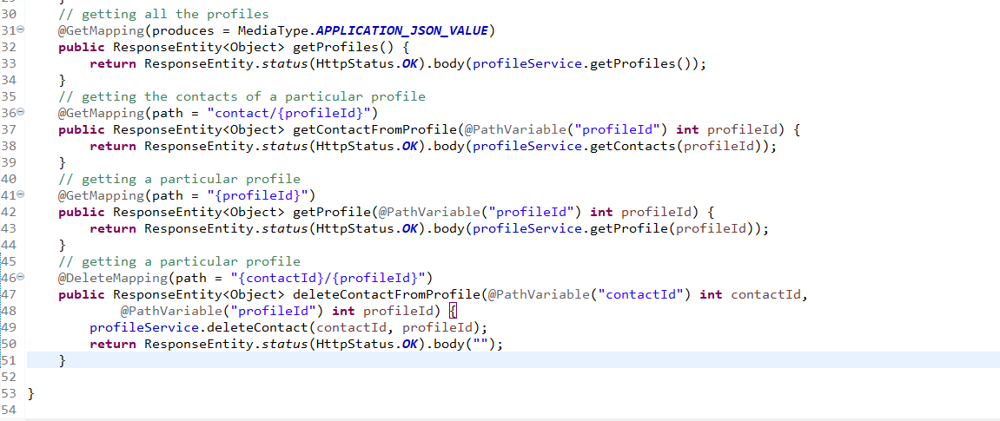 30 // getting all the profiles
31 @GetMapping(produces = MediaType.APPLICATION_JSON_VALUE)
32 public ResponseEntity<Object> getProfiles() {
33 return ResponseEntity.status(HttpStatus.OK).body(profileService.getProfiles());
34 }
35 // getting the contacts of a particular profile
36 @GetMapping(path = "contact/{profileId}")
37 public ResponseEntity<Object> getContactFromProfile(@PathVariable("profileId") int profileId) {
38 return ResponseEntity.status(HttpStatus.OK).body(profileService.getContacts(profileId));
39 }
40 // getting a particular profile
41 @GetMapping(path = "{profileId}")
42 public ResponseEntity<Object> getProfile(@PathVariable("profileId") int profileId) {
43 return ResponseEntity.status(HttpStatus.OK).body(profileService.getProfile(profileId));
44 }
45 // getting a particular profile
46 @DeleteMapping(path = "{contactId}/{profileId}")
47 public ResponseEntity<Object> deleteContactFromProfile(@PathVariable("contactId") int contactId,
48 @PathVariable("profileId") int profileId) {
49 profileService.deleteContact(contactId, profileId);
50 return ResponseEntity.status(HttpStatus.OK).body("");
51 }
52
53 }
54